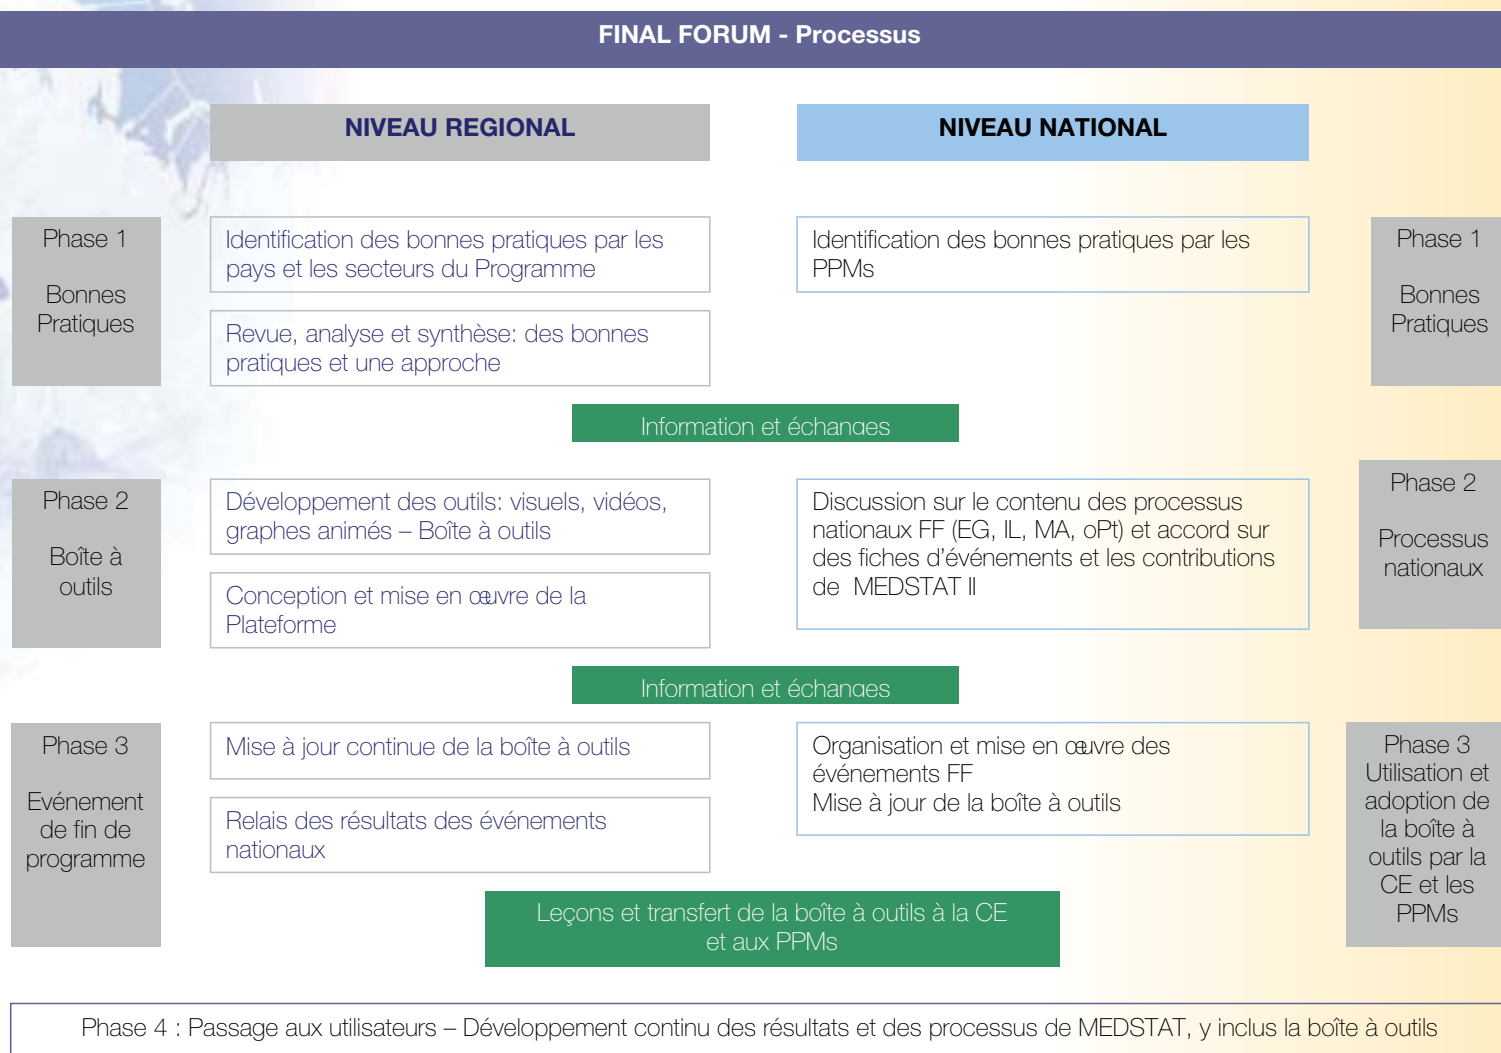 FINAL FORUM - Processus
NIVEAU REGIONAL
NIVEAU NATIONAL
Phase 1
Bonnes
Pratiques
Identification des bonnes pratiques par les
pays et les secteurs du Programme
Revue, analyse et synthèse: des bonnes
pratiques et une approche
Identification des bonnes pratiques par les
PPMs
Phase 1
Bonnes
Pratiques
Information et échanges
Phase 2
Boîte à
outils
Développement des outils: visuels, vidéos,
graphes animés – Boîte à outils
Conception et mise en œuvre de la
Plateforme
Discussion sur le contenu des processus
nationaux FF (EG, IL, MA, oPt) et accord sur
des fiches d'événements et les contributions
de MEDSTAT II
Phase 2
Processus
nationaux
Information et échanges
Phase 3
Evénement
de fin de
programme
Mise à jour continue de la boîte à outils
Relais des résultats des événements
nationaux
Organisation et mise en œuvre des
événements FF
Mise à jour de la boîte à outils
Phase 3
Utilisation et
adoption de
la boîte à
outils par la
CE et les
PPMs
Leçons et transfert de la boîte à outils à la CE
et aux PPMs
Phase 4 : Passage aux utilisateurs – Développement continu des résultats et des processus de MEDSTAT, y inclus la boîte à outils